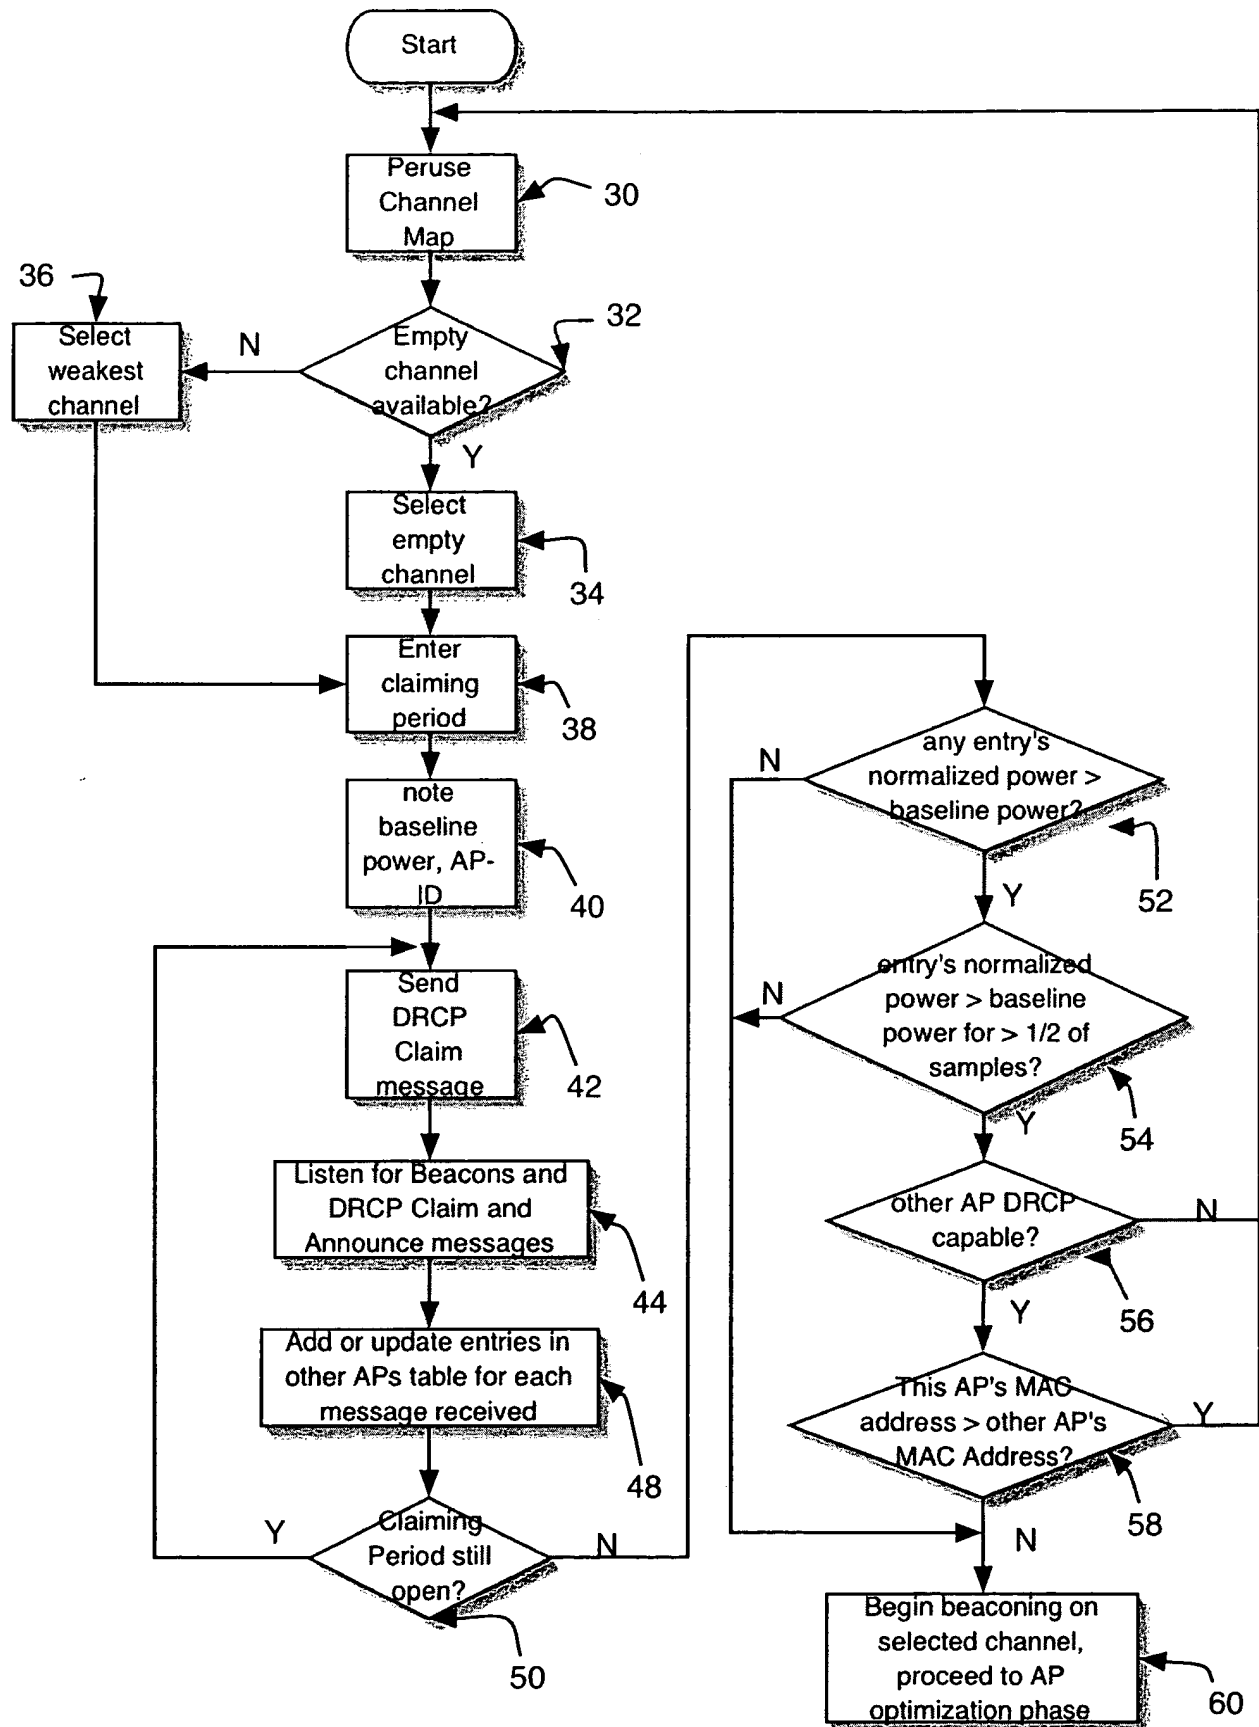 Start
Peruse
Channel
Map
30
36
32
Select
weakest
channel
N
Empty
channel
available?
Y
Select
empty
channel
34
Enter
claiming
period
38
note
baseline
power, AP-
ID
40
Send
DRCP
Claim
message
42
Listen for Beacons and
DRCP Claim and
Announce messages
44
Add or update entries in
other APs table for each
message received
48
Y
Claiming
Period still
open?
N
50
N
any entry's
normalized power >
baseline power?
52
Y
N
entry's normalized
power > baseline
power for > 1/2 of
samples?
54
Y
other AP DRCP
capable?
N
56
Y
This AP's MAC
address > other AP's
MAC Address?
Y
58
N
Begin beaconing on
selected channel,
proceed to AP
optimization phase
60